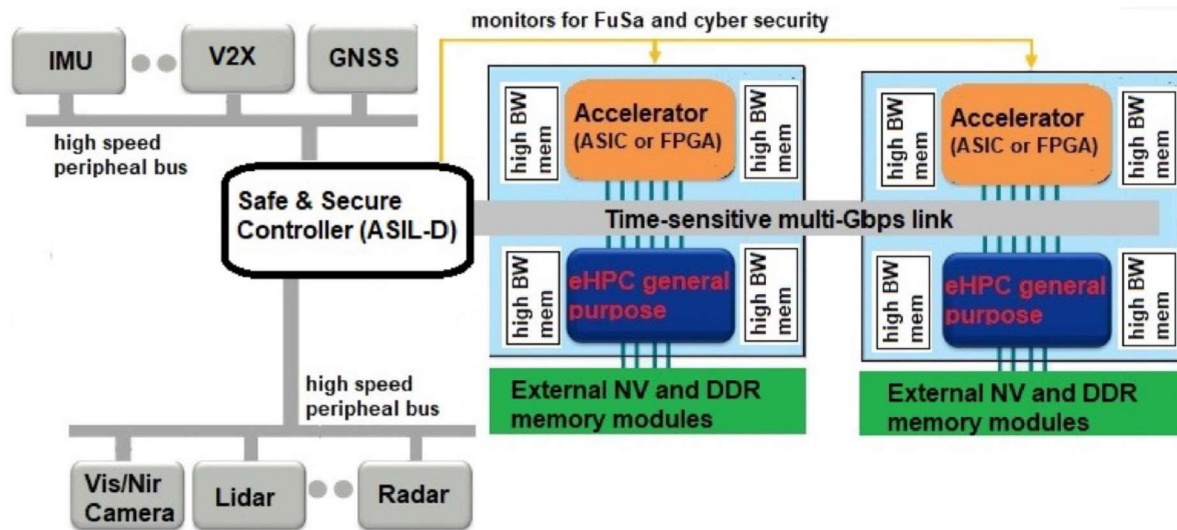 monitors for FuSa and cyber security
IMU
V2X
GNSS
high speed
peripheal bus
Safe & Secure
Controller (ASIL-D)
high BW
mem
Accelerator
(ASIC or FPGA)
high BW
mem
high BW
mem
Accelerator
(ASIC or FPGA)
high BW
mem
Time-sensitive multi-Gbps link
high BW
mem
eHPC general
purpose
high BW
mem
high BW
mem
eHPC general
purpose
high BW
mem
External NV and DDR
memory modules
External NV and DDR
memory modules
high speed
peripheal bus
Vis/Nir
Camera
Lidar
Radar